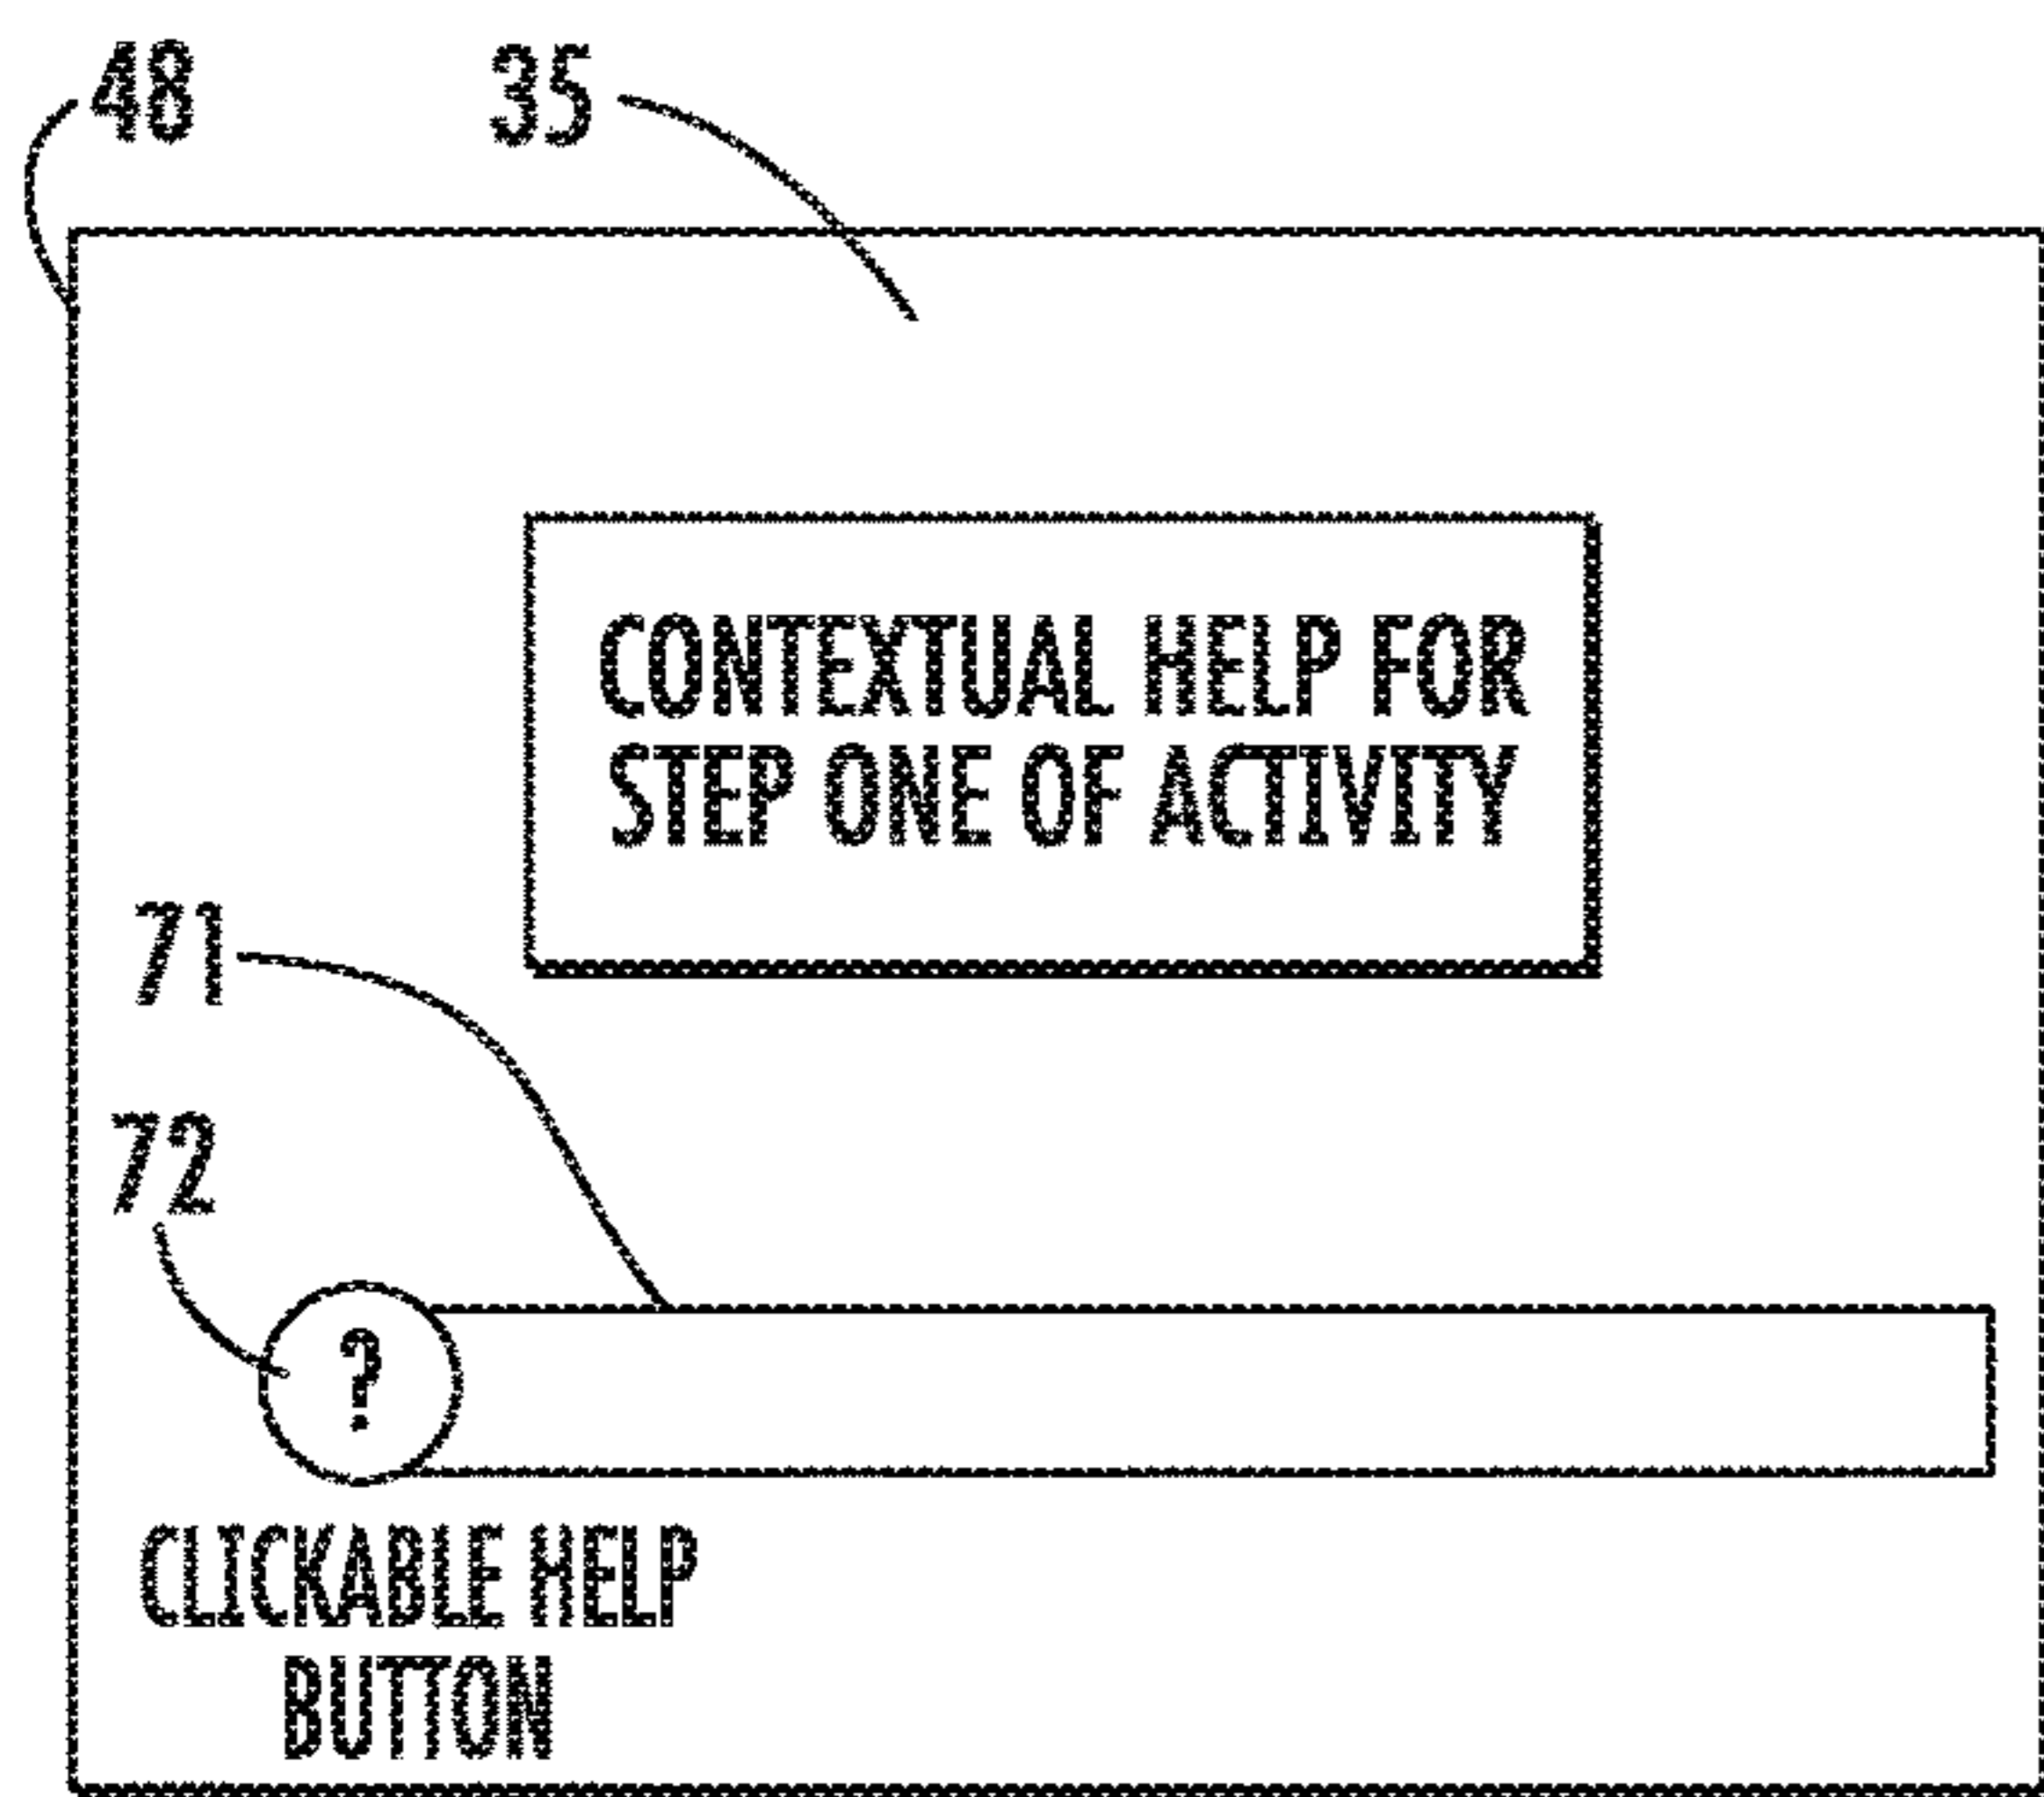 48
35
CONTEXTUAL HELP FOR
STEP ONE OF ACTIVITY
71
72
?
CLICKABLE HELP
BUTTON